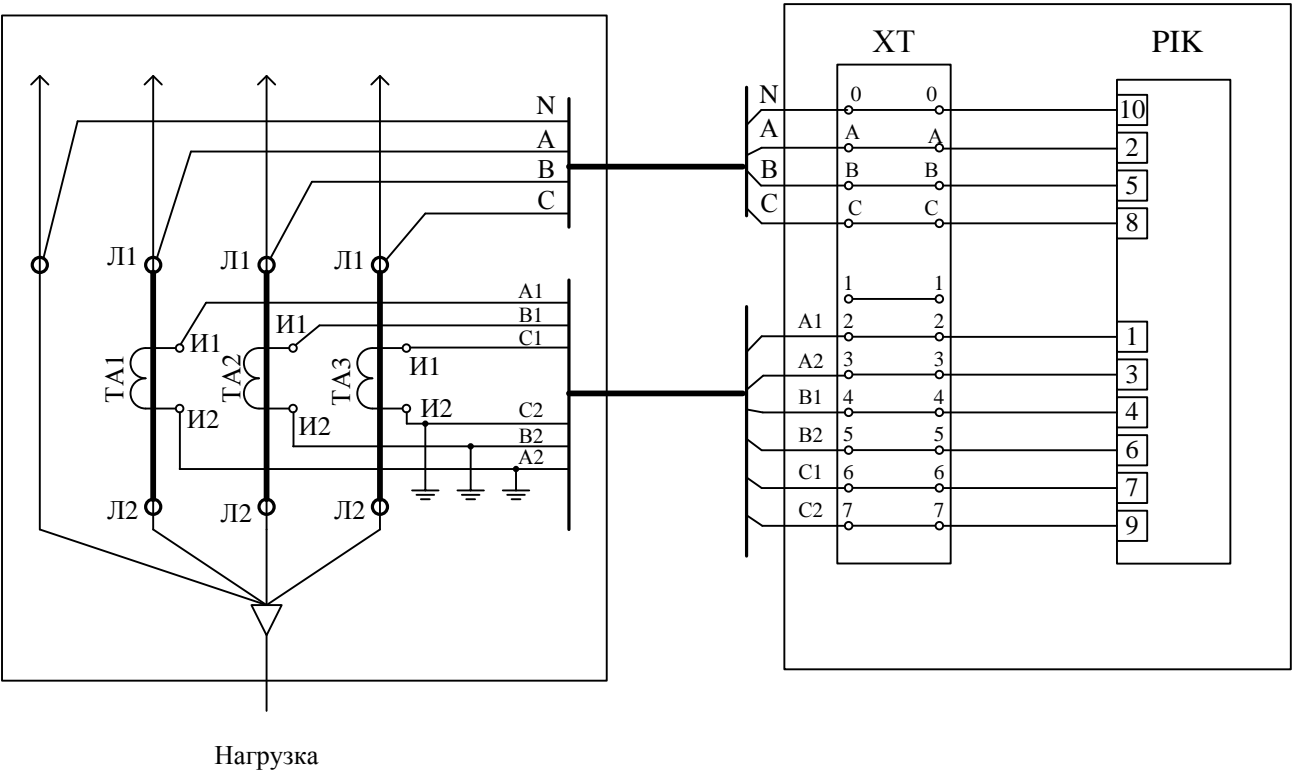 XT
PIK
N
A
B
C
N
A
B
C
0 0
A A
B B
C C
10
2
5
8
Л1
Л1
Л1
A1
B1
C1
И1
И1
И1
TA1
TA2
TA3
И2
И2
И2
C2
B2
A2
Л2
Л2
Л2
1 1
A1 2 2 1
A2 3 3 3
B1 4 4 4
B2 5 5 6
C1 6 6 7
C2 7 7 9
Нагрузка